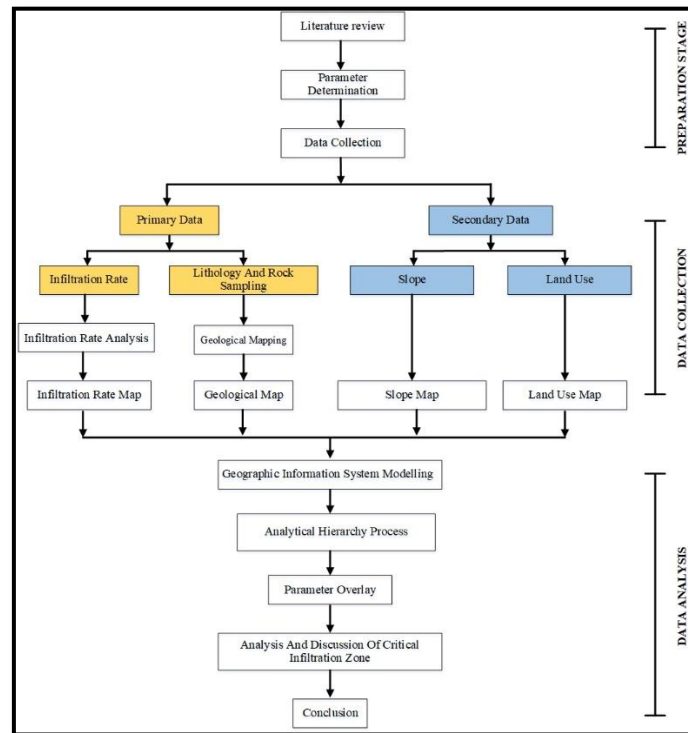 Literature review
Parameter
Determination
Data Collection
PREPARATION STAGE
Primary Data
Secondary Data
Infiltration Rate
Lithology And Rock
Sampling
Slope
Land Use
Infiltration Rate Analysis
Geological Mapping
Infiltration Rate Map
Geological Map
Slope Map
Land Use Map
DATA COLLECTION
Geographic Information System Modelling
Analytical Hierarchy Process
Parameter Overlay
Analysis And Discussion Of Critical
Infiltration Zone
Conclusion
DATA ANALYSIS